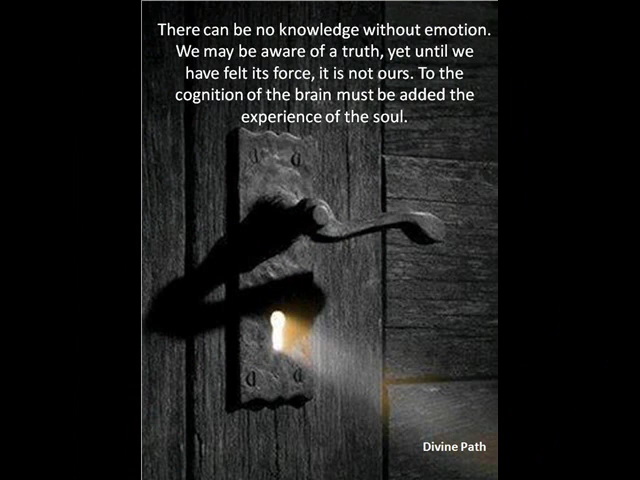 There can be no knowledge without emotion.
We may be aware of a truth, yet until we
have felt its force, it is not ours. To the
cognition of the brain must be added the
experience of the soul.
Divine Path